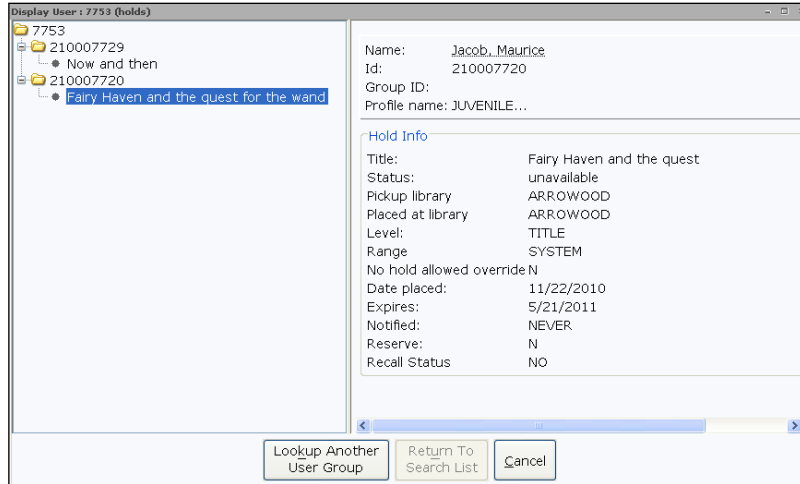 Display User : 7753 (holds)
7753
210007729
Now and then
210007720
Fairy Haven and the quest for the wand
Name: Jacob, Maurice
Id: 210007720
Group ID:
Profile name: JUVENILE...
Hold Info
Title: Fairy Haven and the quest
Status: unavailable
Pickup library ARROWOOD
Placed at library ARROWOOD
Level: TITLE
Range SYSTEM
No hold allowed override N
Date placed: 11/22/2010
Expires: 5/21/2011
Notified: NEVER
Reserve: N
Recall Status NO
Lookup Another
User Group
Return To
Search List
Cancel